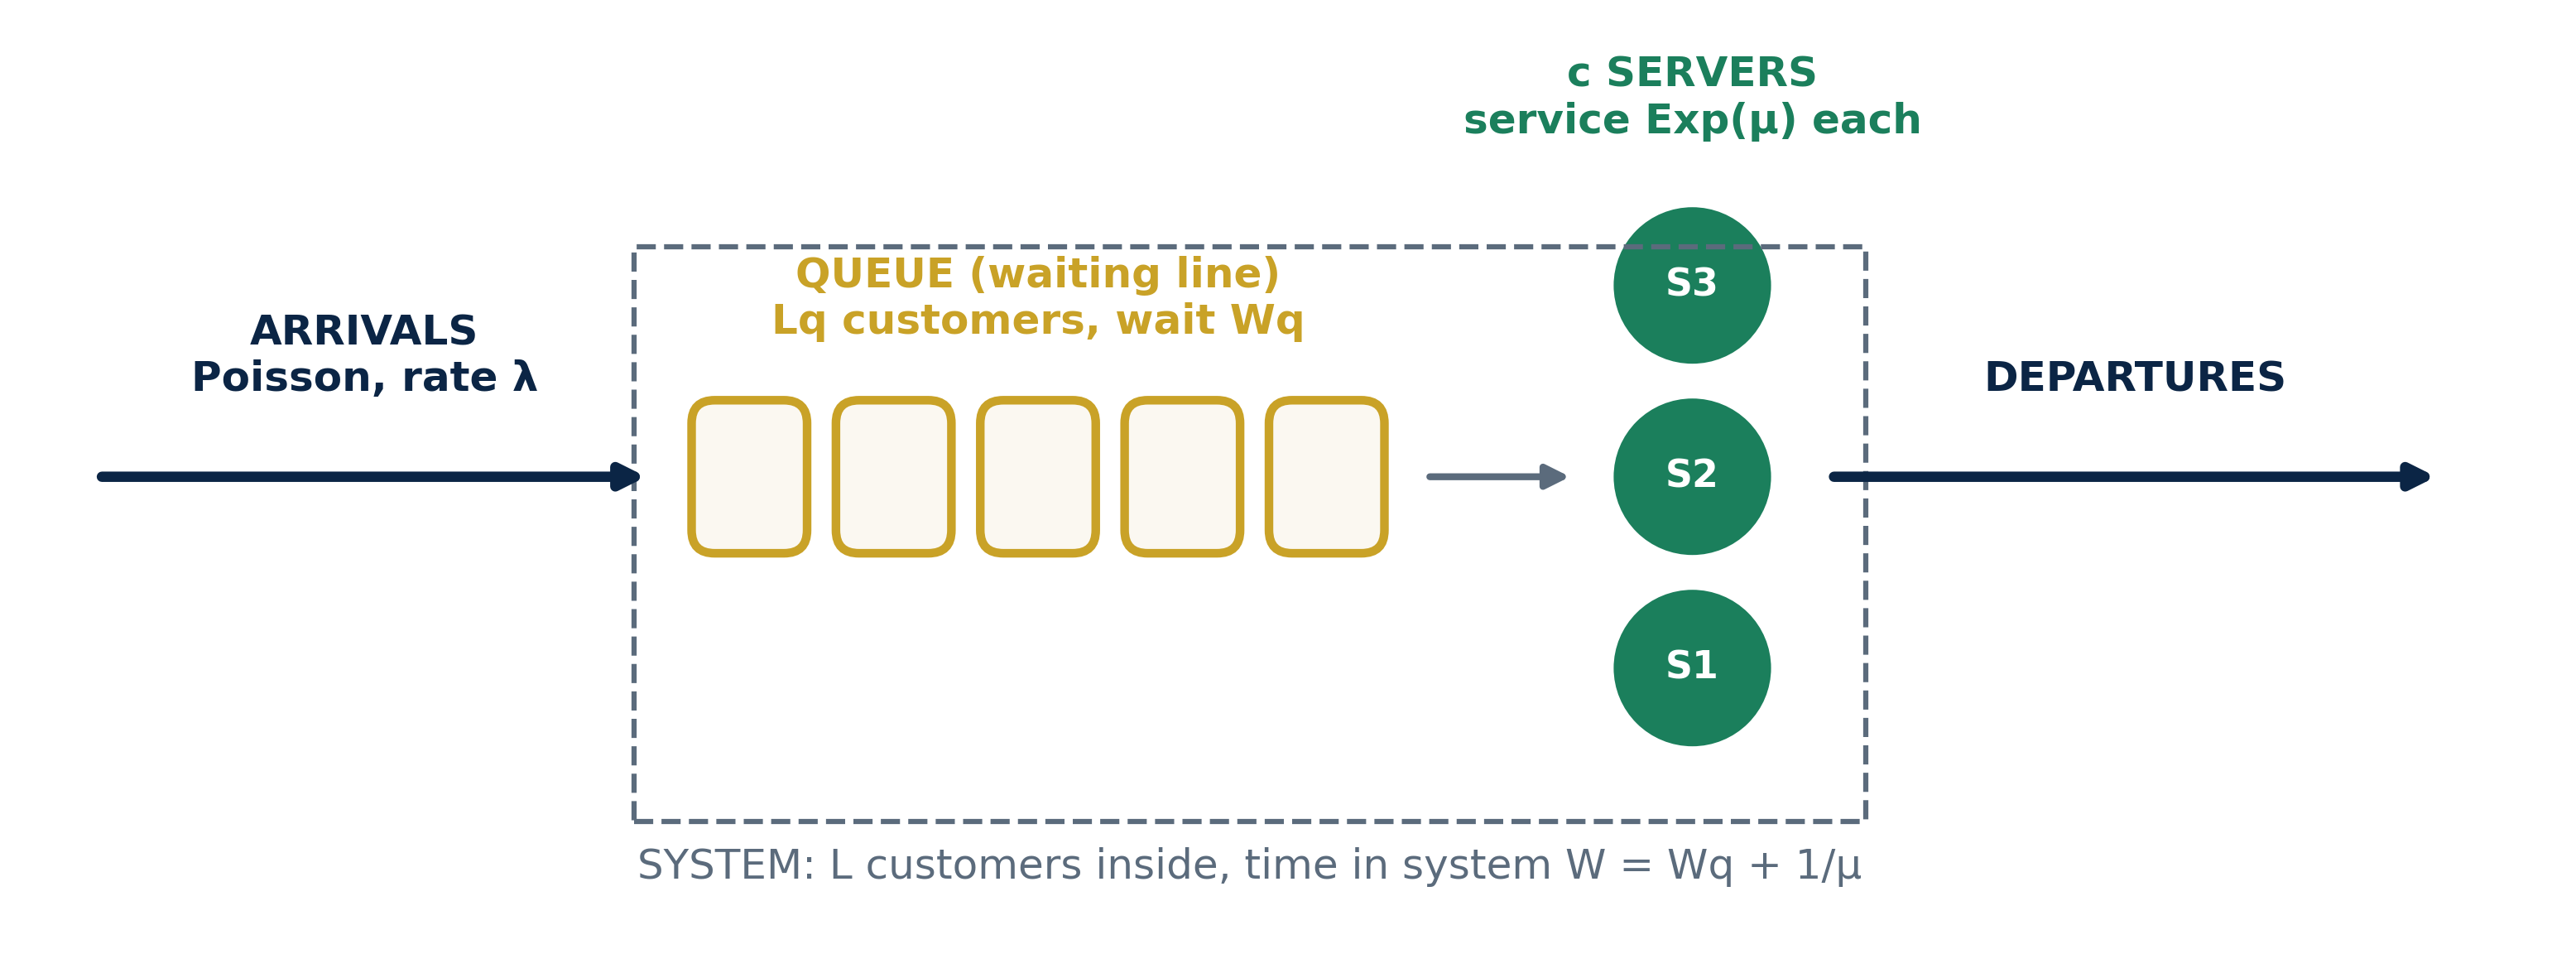 c SERVERS
service Exp(μ) each
QUEUE (waiting line)
Lq customers, wait Wq
ARRIVALS
Poisson, rate λ
S3
S2
S1
DEPARTURES
SYSTEM: L customers inside, time in system W = Wq + 1/μ